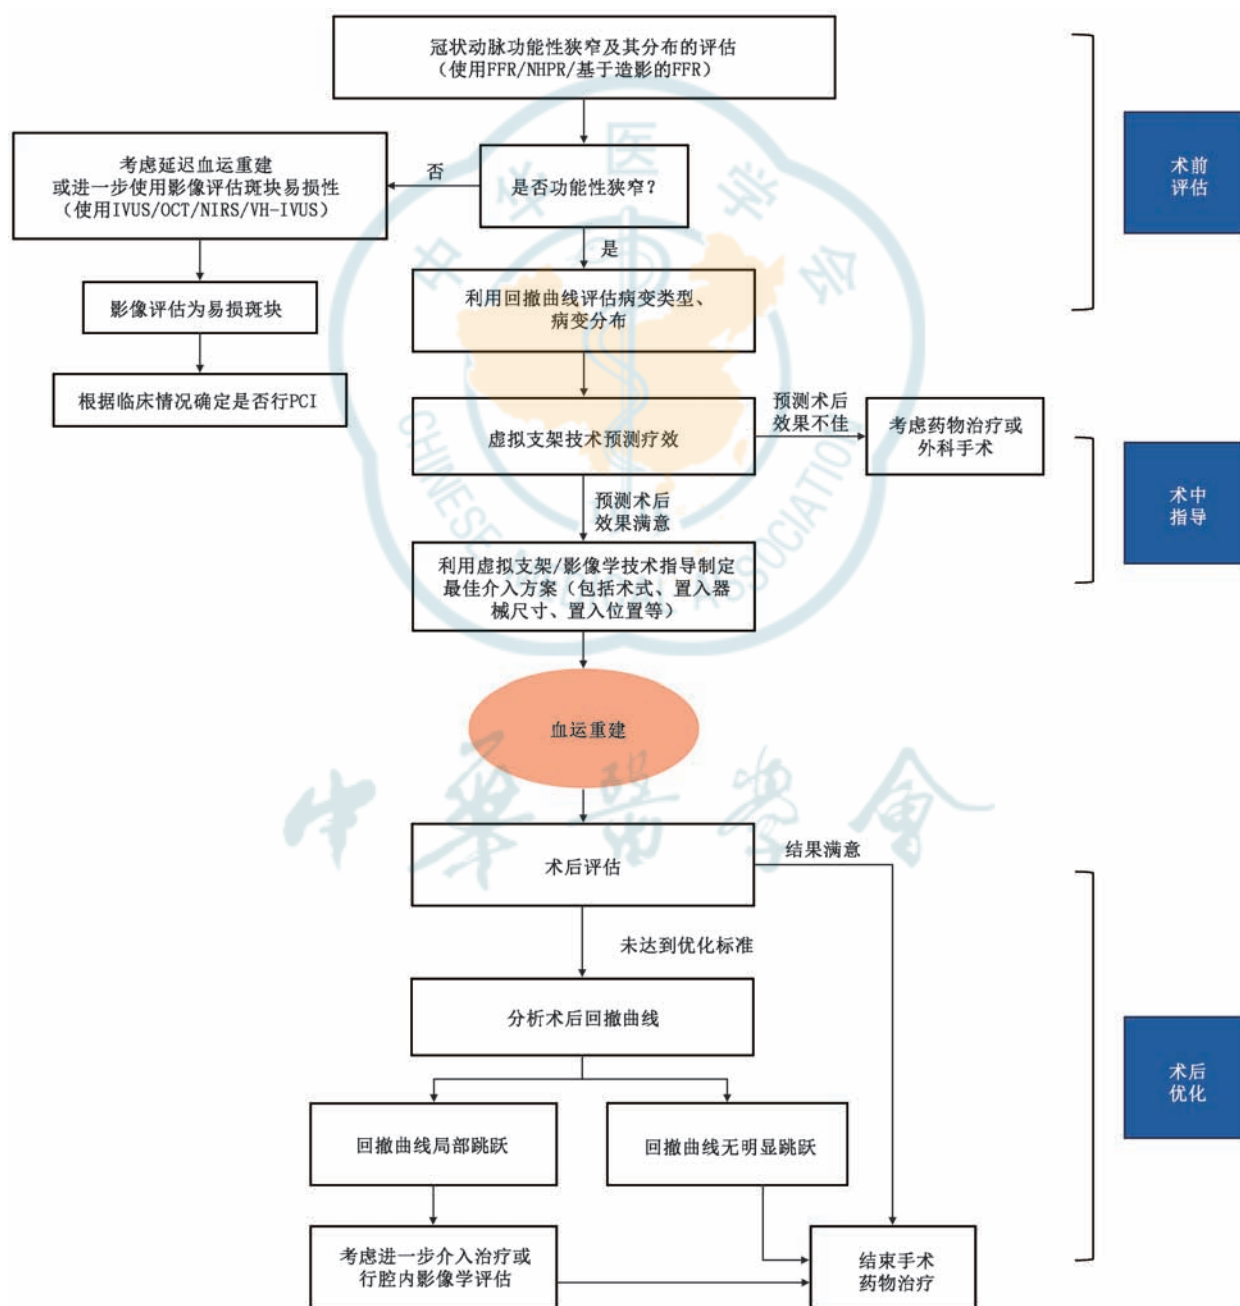 冠状动脉功能性狭窄及其分布的评估
（使用FFR/NHPR/基于造影的FFR）
术前
评估
考虑延迟血运重建
或进一步使用影像评估斑块易损性
（使用IVUS/OCT/NIRS/VH-IVUS）
否
是否功能性狭窄？
是
影像评估为易损斑块
利用回撤曲线评估病变类型、
病变分布
根据临床情况确定是否行PCI
虚拟支架技术预测疗效
预测术后
效果不佳
考虑药物治疗或
外科手术
术中
指导
预测术后
效果满意
利用虚拟支架/影像学技术指导制定
最佳介入方案（包括术式、置入器
械尺寸、置入位置等）
血运重建
术后评估
结果满意
未达到优化标准
分析术后回撤曲线
术后
优化
回撤曲线局部跳跃
回撤曲线无明显跳跃
考虑进一步介入治疗或
行腔内影像学评估
结束手术
药物治疗
中华医学会
CHINESE MEDICAL ASSOCIATION
中華醫學會